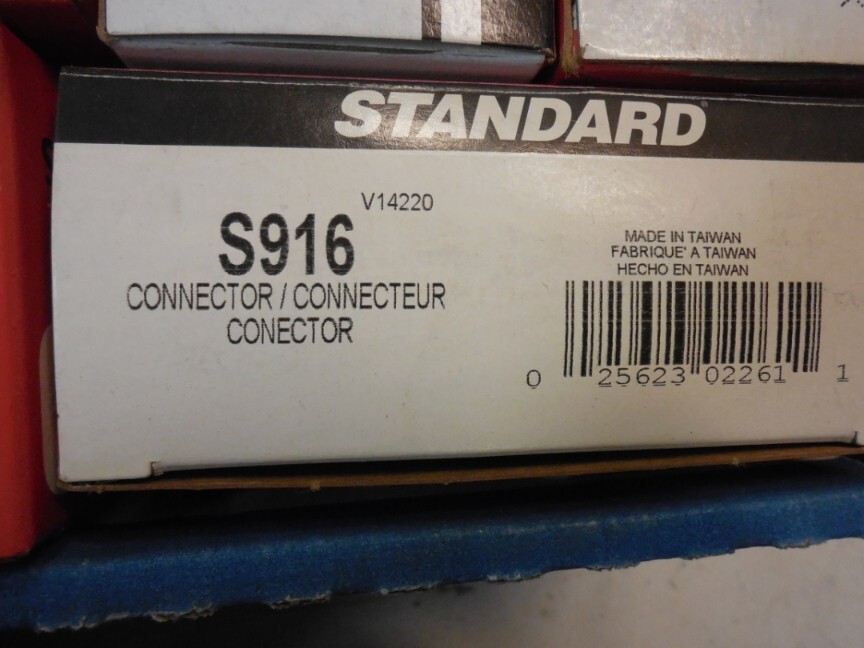 STANDARD
V14220
S916
CONNECTOR / CONNECTEUR
CONECTOR
MADE IN TAIWAN
FABRIQUE' A TAIWAN
HECHO EN TAIWAN
0 25623 02261 1